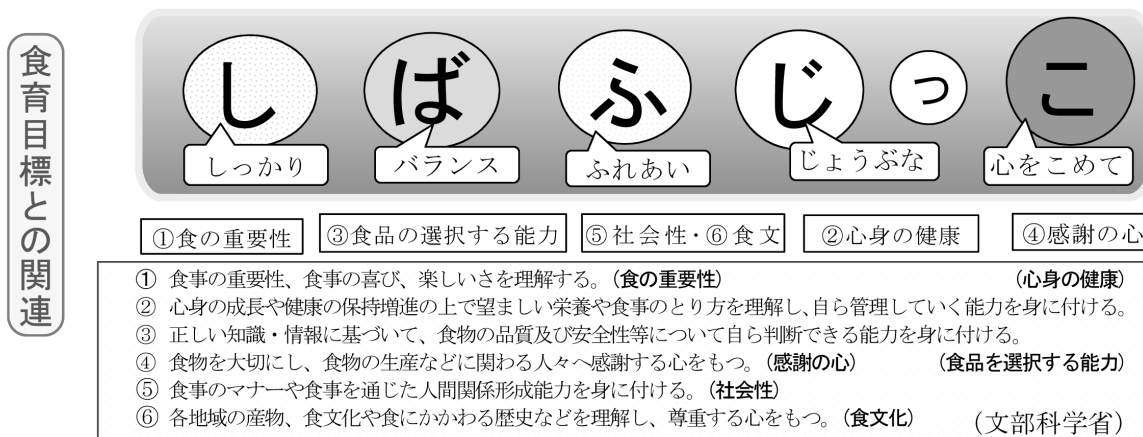 食育目標との関連
し ば ふ じ っ こ
しっかり バランス ふれあい じょうぶな 心をこめて
①食の重要性 ③食品の選択する能力 ⑤社会性・⑥食文 ②心身の健康 ④感謝の心
① 食事の重要性、食事の喜び、楽しいさを理解する。(食の重要性) (心身の健康)
② 心身の成長や健康の保持増進の上で望ましい栄養や食事のとり方を理解し、自ら管理していく能力を身に付ける。
③ 正しい知識・情報に基づいて、食物の品質及び安全性等について自ら判断できる能力を身に付ける。
④ 食物を大切にし、食物の生産などに関わる人々へ感謝する心をもつ。(感謝の心) (食品を選択する能力)
⑤ 食事のマナーや食事を通じた人間関係形成能力を身に付ける。(社会性)
⑥ 各地域の産物、食文化や食にかかわる歴史などを理解し、尊重する心をもつ。(食文化) (文部科学省)